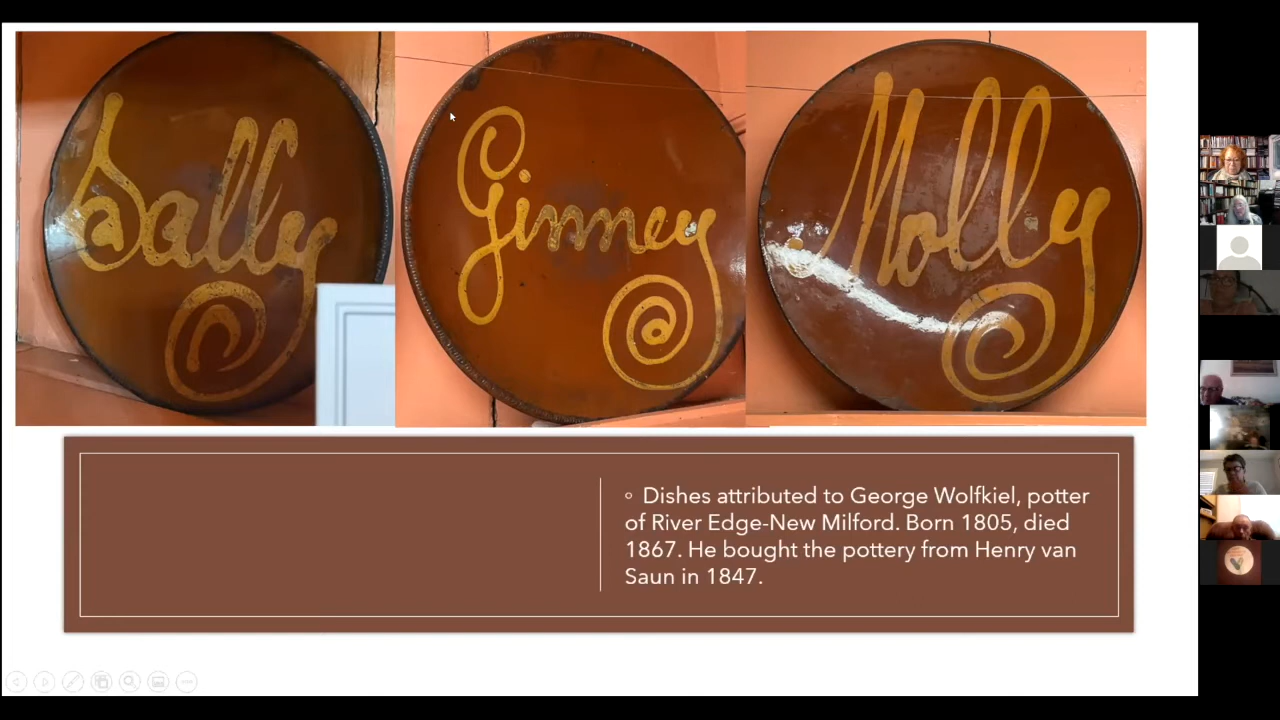 Sally
Ginney
Molly
Dishes attributed to George Wolfkiel, potter
of River Edge-New Milford. Born 1805, died
1867. He bought the pottery from Henry van
Saun in 1847.